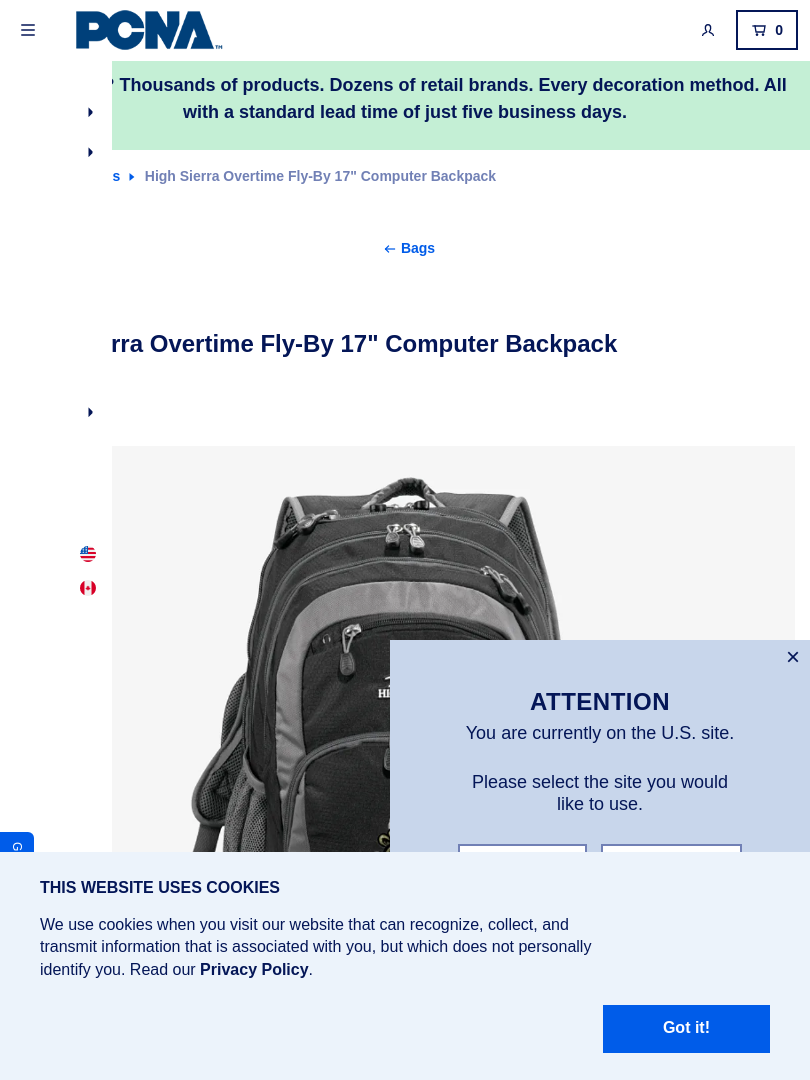 PCNA™
0
Thousands of products. Dozens of retail brands. Every decoration method. All
with a standard lead time of just five business days.
High Sierra Overtime Fly-By 17" Computer Backpack
Bags
Overtime Fly-By 17" Computer Backpack
ATTENTION
You are currently on the U.S. site.
Please select the site you would
like to use.
G
THIS WEBSITE USES COOKIES
We use cookies when you visit our website that can recognize, collect, and
transmit information that is associated with you, but which does not personally
identify you. Read our Privacy Policy.
Got it!